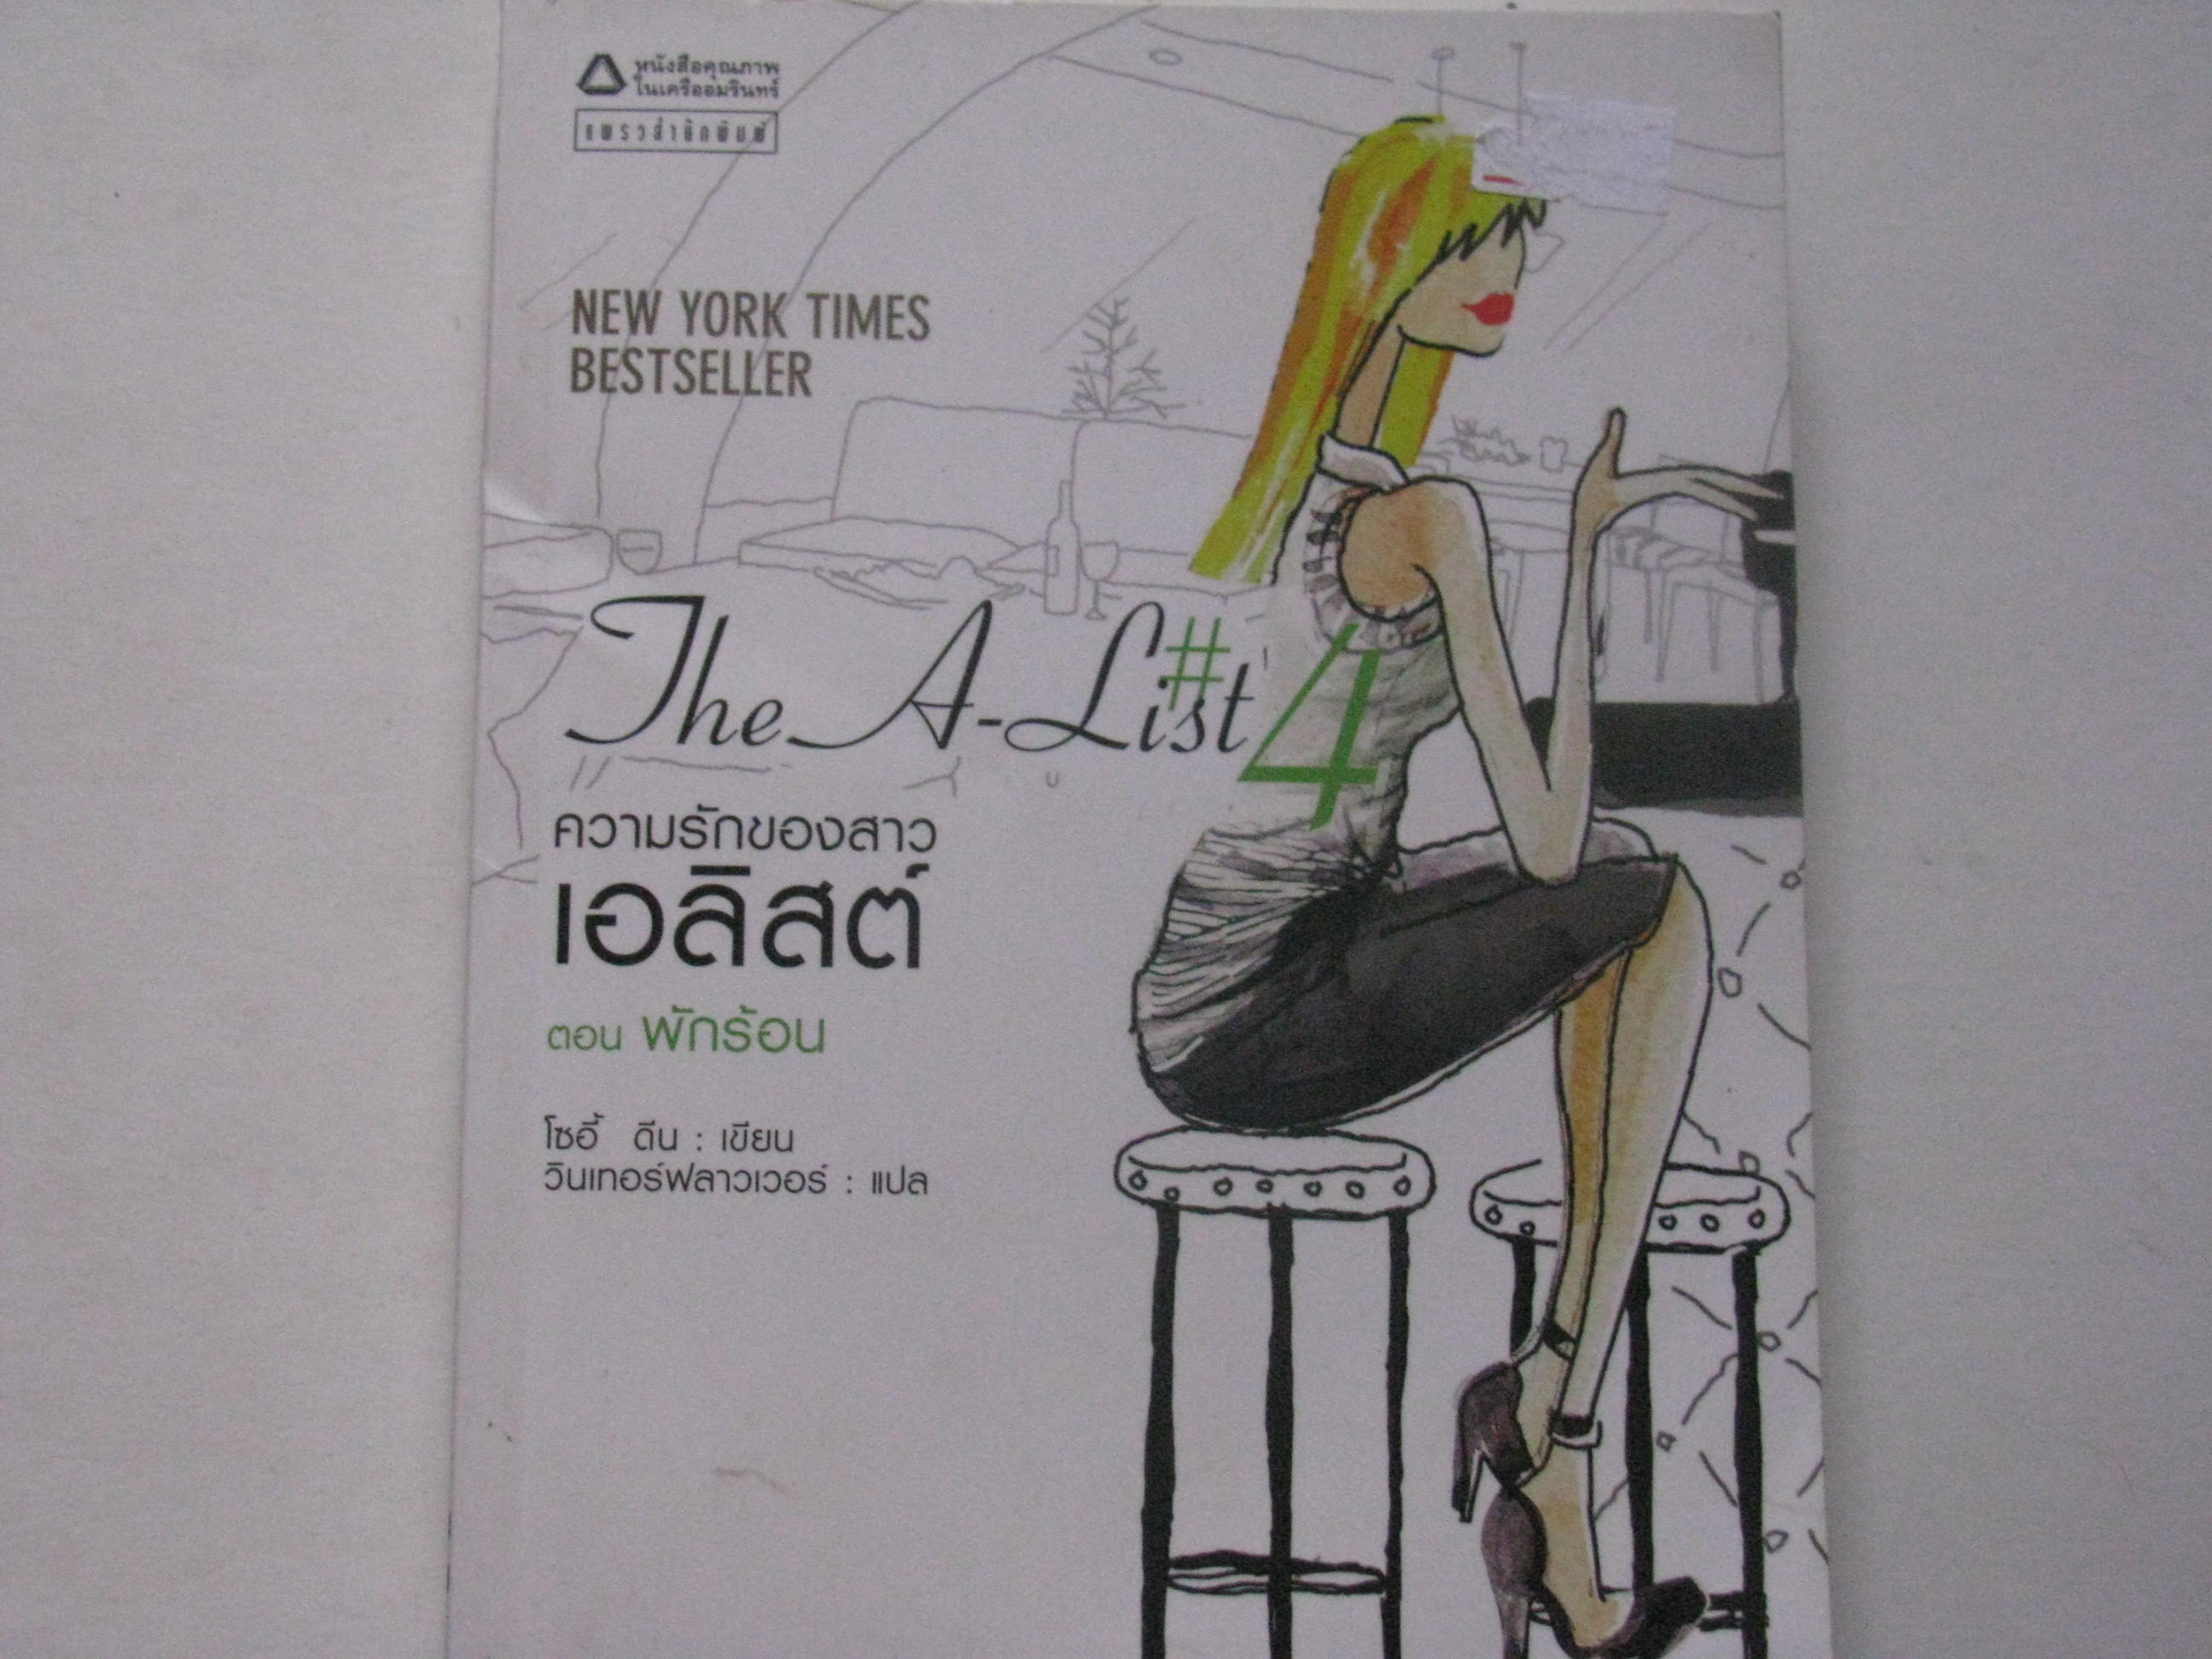 หนังสือคุณภาพ
ในเครืออมรินทร์
แพรวสำนักพิมพ์
NEW YORK TIMES
BESTSELLER
The A-List #4
ความรักของสาว
เอลิสต์
ตอน พักร้อน
โซอี้ ดีน : เขียน
วินเทอร์ฟลาวเวอร์ : แปล